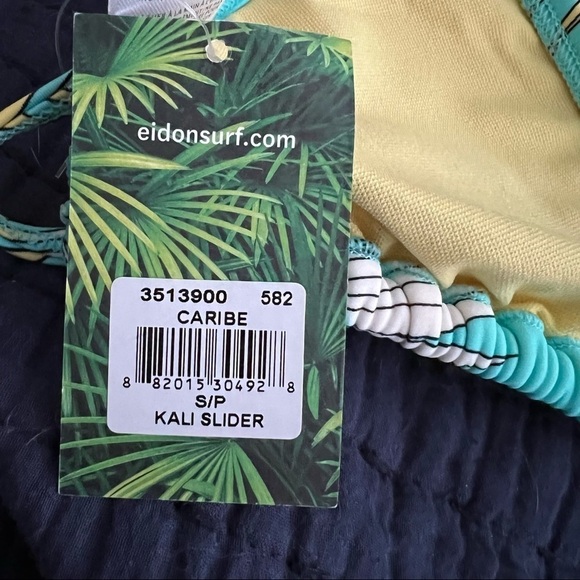 eidonsurf.com
3513900 582
CARIBE
8 82015 30492 8
S/P
KALI SLIDER